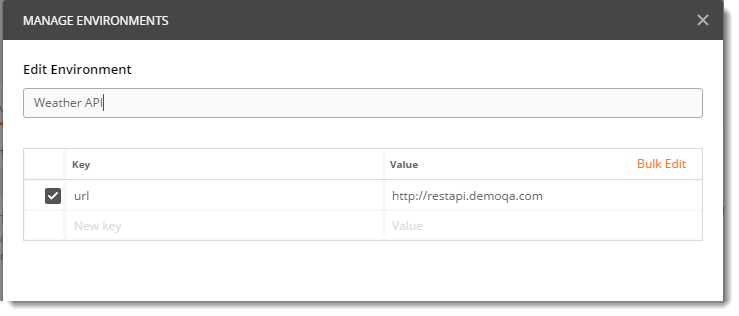 MANAGE ENVIRONMENTS
Edit Environment
Weather API
Key Value Bulk Edit
url http://restapi.demoqa.com
New key Value